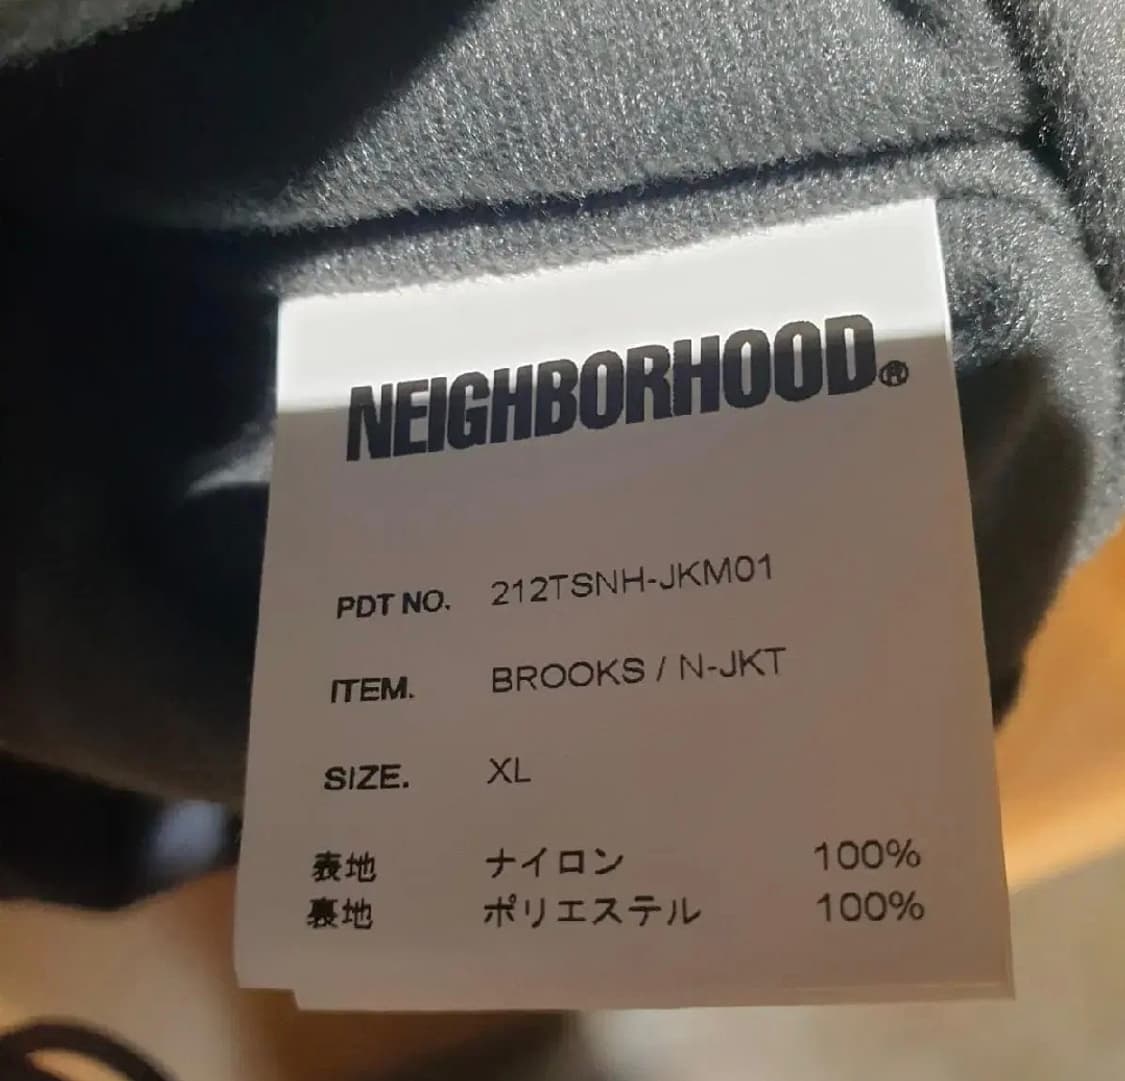 NEIGHBORHOOD®
PDT NO. 212TSNH-JKM01
ITEM. BROOKS / N-JKT
SIZE. XL
表地 ナイロン 100%
裏地 ポリエステル 100%